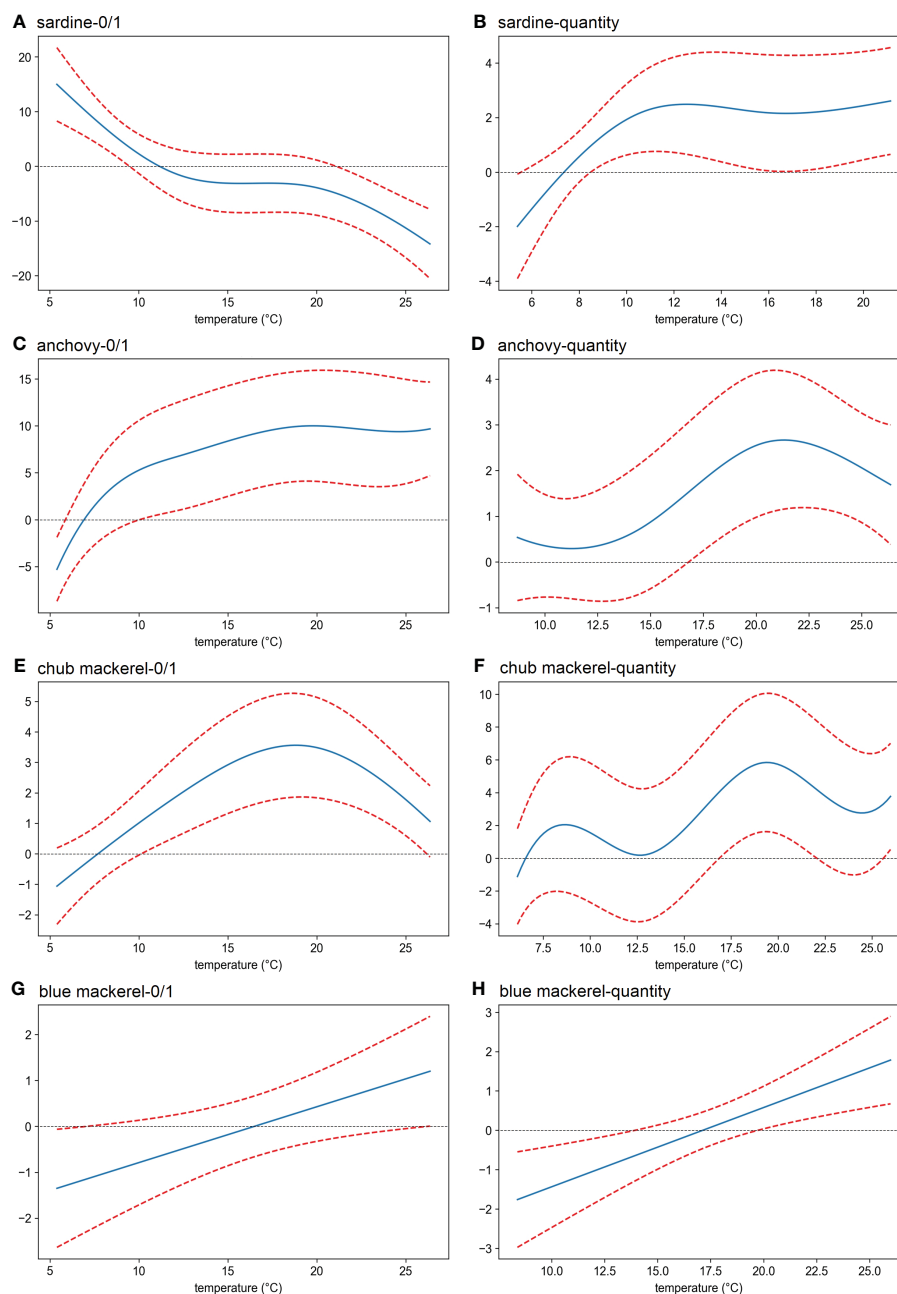 A sardine-0/1
20
10
0
−10
−20
5 10 15 20 25
temperature (°C)
B sardine-quantity
4
2
0
−2
−4
6 8 10 12 14 16 18 20
temperature (°C)
C anchovy-0/1
15
10
5
0
−5
5 10 15 20 25
temperature (°C)
D anchovy-quantity
4
3
2
1
0
−1
10.0 12.5 15.0 17.5 20.0 22.5 25.0
temperature (°C)
E chub mackerel-0/1
5
4
3
2
1
0
−1
−2
5 10 15 20 25
temperature (°C)
F chub mackerel-quantity
10
8
6
4
2
0
−2
−4
7.5 10.0 12.5 15.0 17.5 20.0 22.5 25.0
temperature (°C)
G blue mackerel-0/1
2
1
0
−1
−2
5 10 15 20 25
temperature (°C)
H blue mackerel-quantity
3
2
1
0
−1
−2
−3
10.0 12.5 15.0 17.5 20.0 22.5 25.0
temperature (°C)